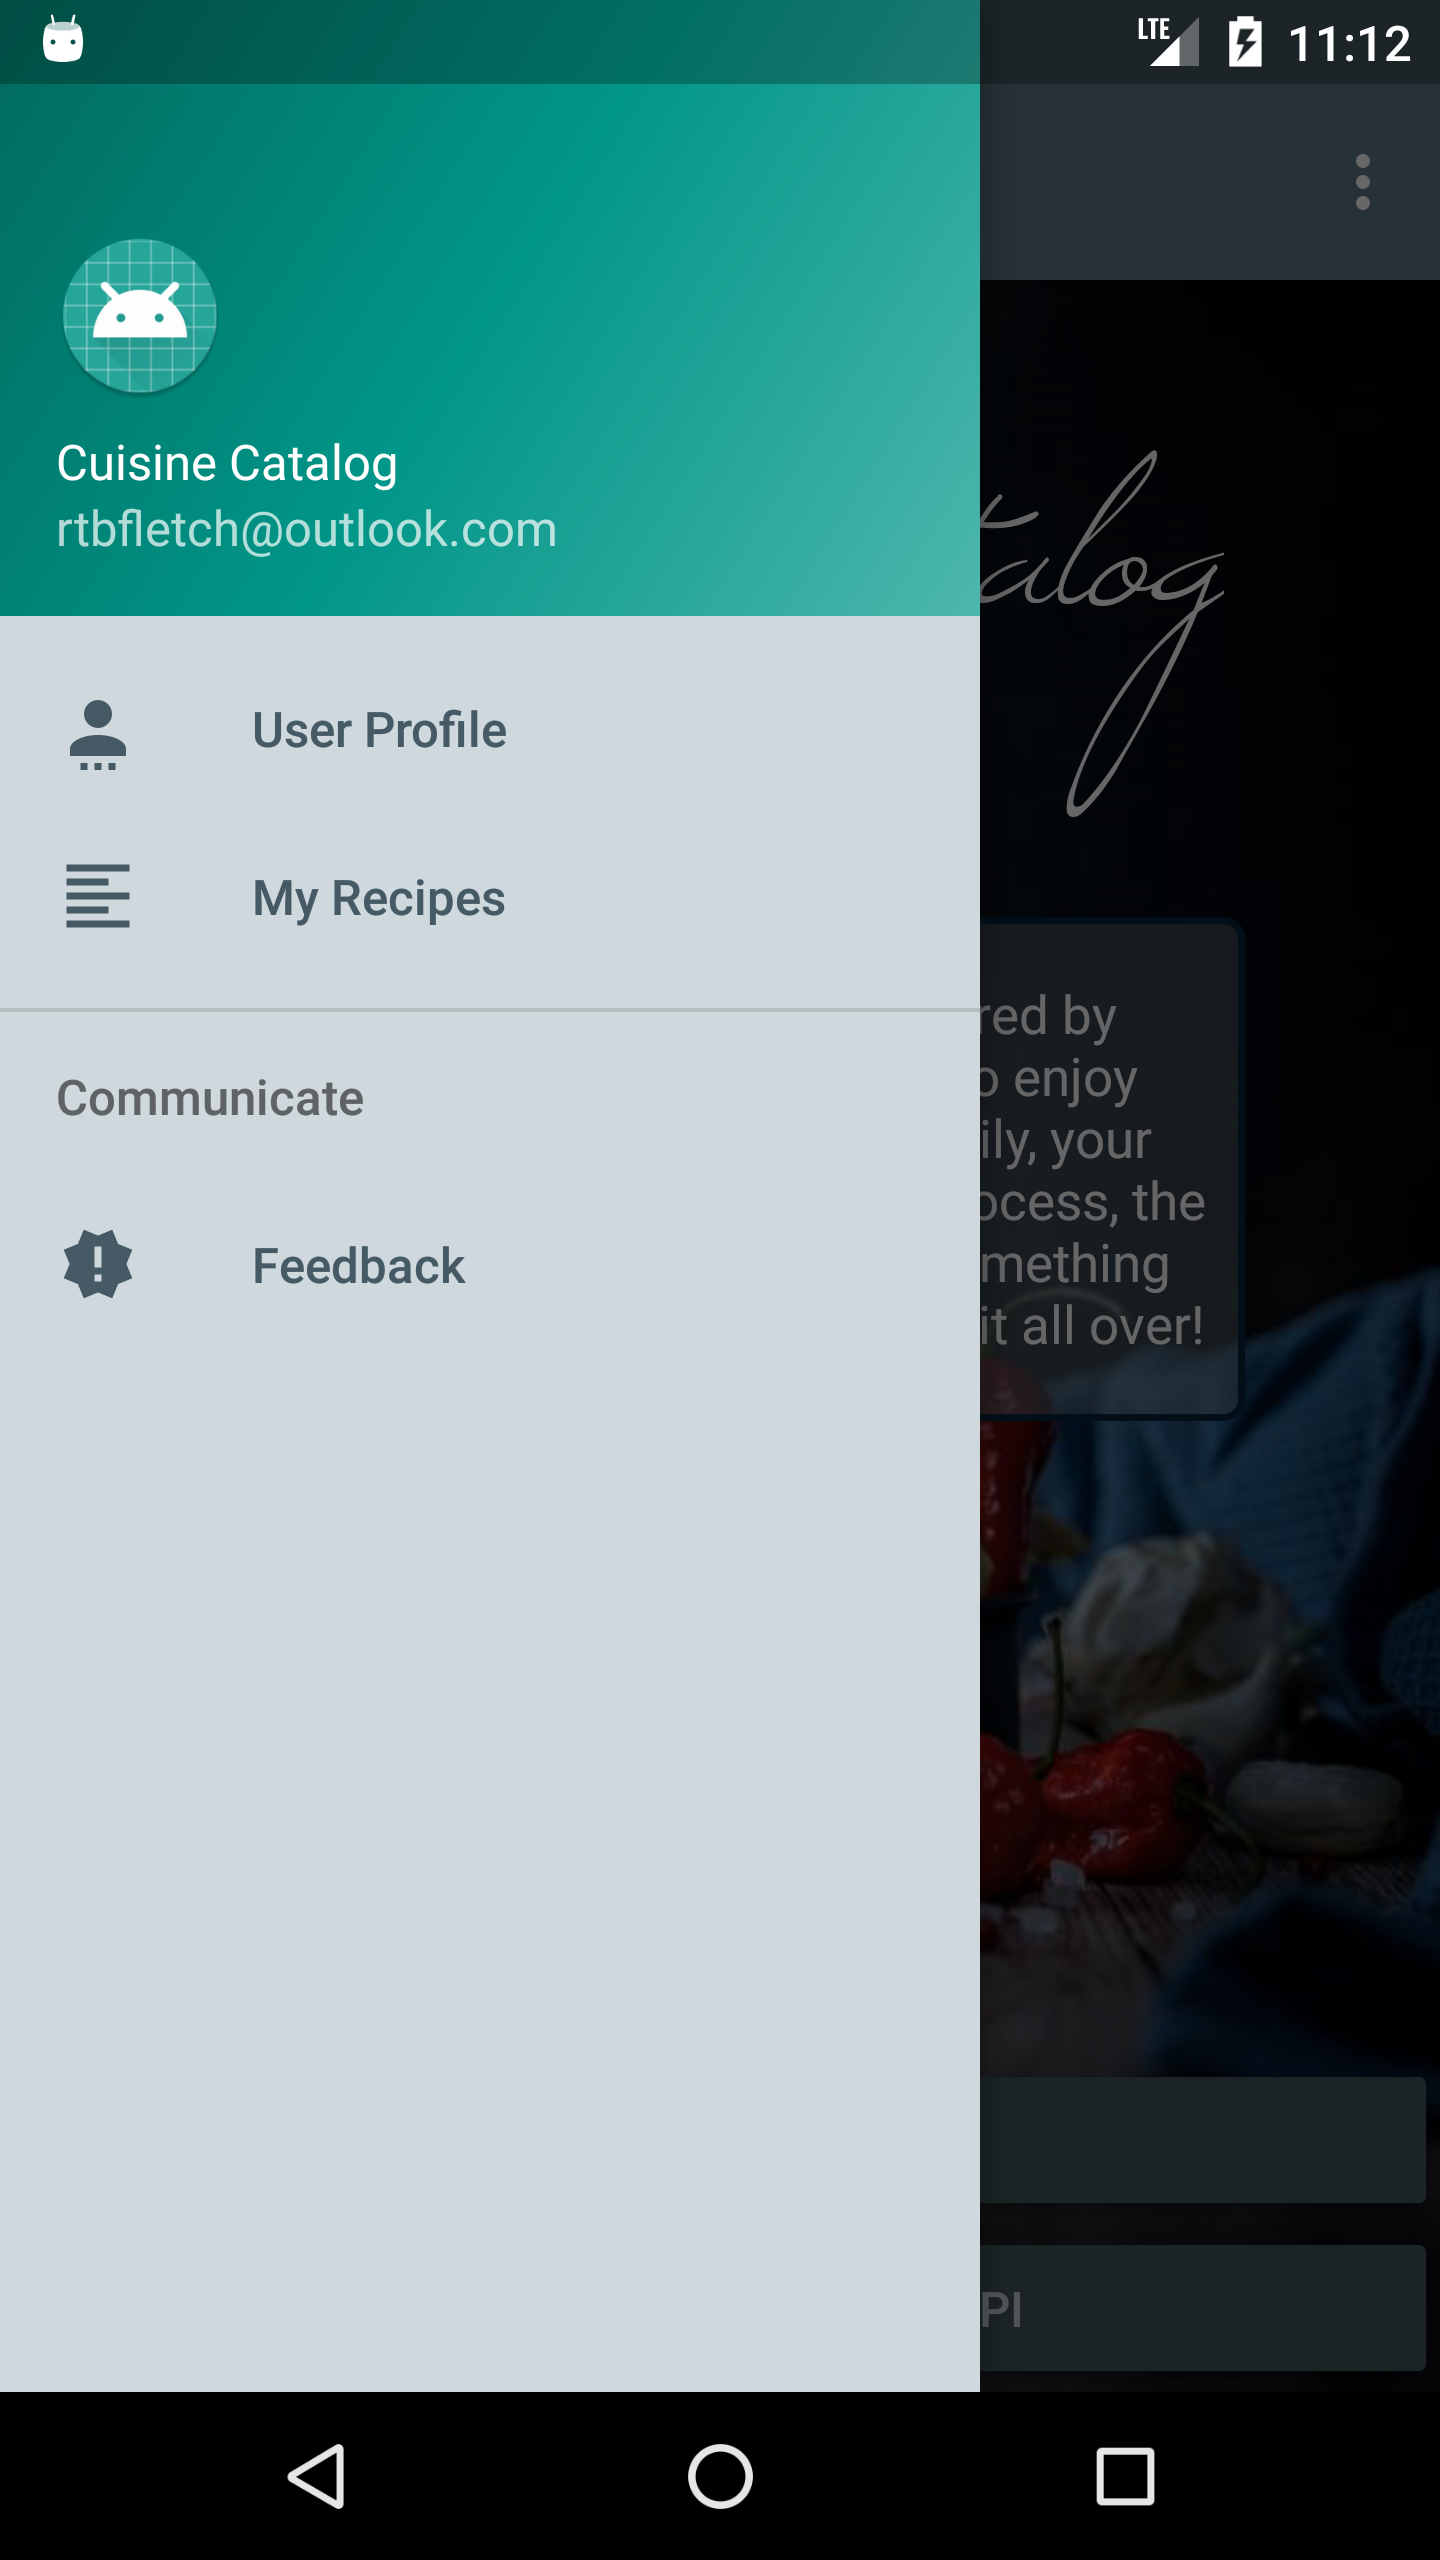 LTE 11:12
Cuisine Catalog
rtbfletch@outlook.com
User Profile
My Recipes
Communicate
Feedback
talog
red by
o enjoy
ily, your
ocess, the
mething
it all over!
PI